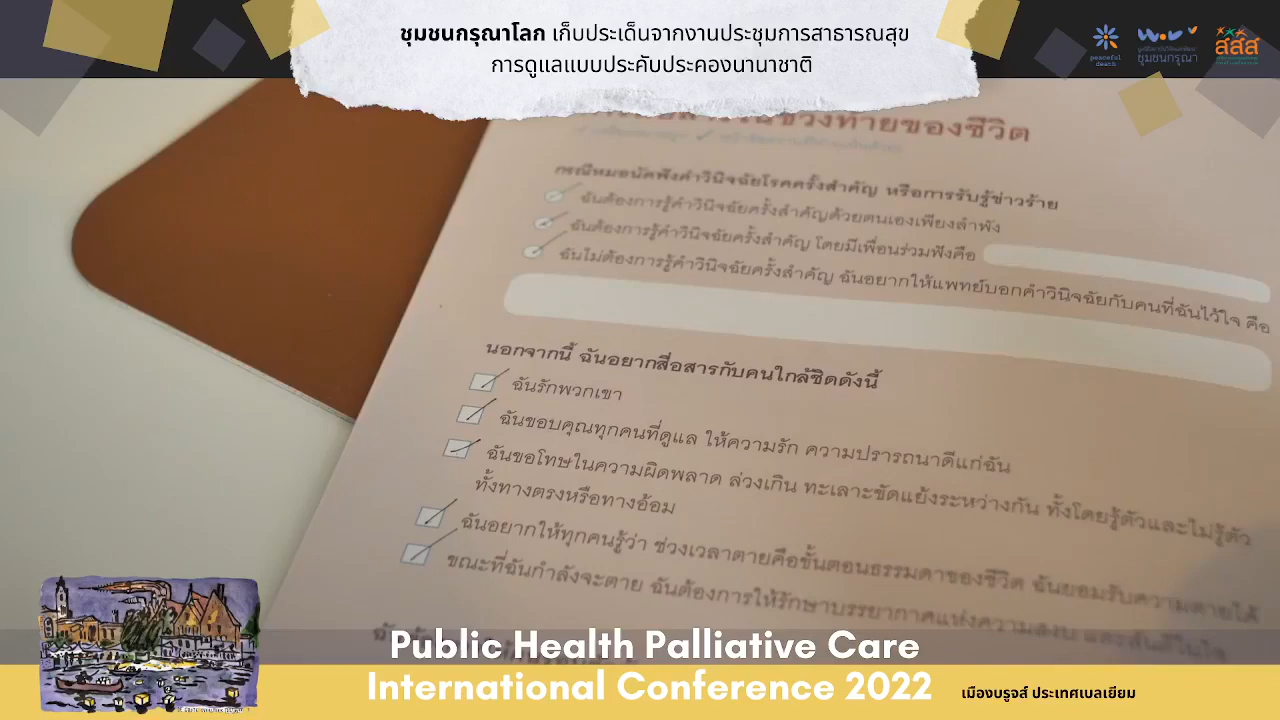 ชุมชนกรุณาโลก เก็บประเด็นจากงานประชุมการสาธารณสุข
การดูแลแบบประคับประคองนานาชาติ
peaceful
death
ชุมชนกรุณา
สสส
ช่วงท้ายของชีวิต
กรณีหมอนัดฟังคำวินิจฉัยโรคครั้งสำคัญ หรือการรับรู้ข่าวร้าย
ฉันต้องการรู้คำวินิจฉัยครั้งสำคัญด้วยตนเองเพียงลำพัง
ฉันต้องการรู้คำวินิจฉัยครั้งสำคัญ โดยมีเพื่อนร่วมฟังคือ
ฉันไม่ต้องการรู้คำวินิจฉัยครั้งสำคัญ ฉันอยากให้แพทย์บอกคำวินิจฉัยกับคนที่ฉันไว้ใจ คือ
นอกจากนี้ ฉันอยากสื่อสารกับคนใกล้ชิดดังนี้
ฉันรักพวกเขา
ฉันขอบคุณทุกคนที่ดูแล ให้ความรัก ความปรารถนาดีแก่ฉัน
ฉันขอโทษในความผิดพลาด ล่วงเกิน ทะเลาะขัดแย้งระหว่างกัน ทั้งโดยรู้ตัวและไม่รู้ตัว
ทั้งทางตรงหรือทางอ้อม
ฉันอยากให้ทุกคนรู้ว่า ช่วงเวลาตายคือขั้นตอนธรรมดาของชีวิต ฉันยอมรับความตายได้
ขณะที่ฉันกำลังจะตาย ฉันต้องการให้รักษาบรรยากาศแห่งความสงบ และสันติในใจ
Public Health Palliative Care
International Conference 2022
เมืองบรูจส์ ประเทศเบลเยียม